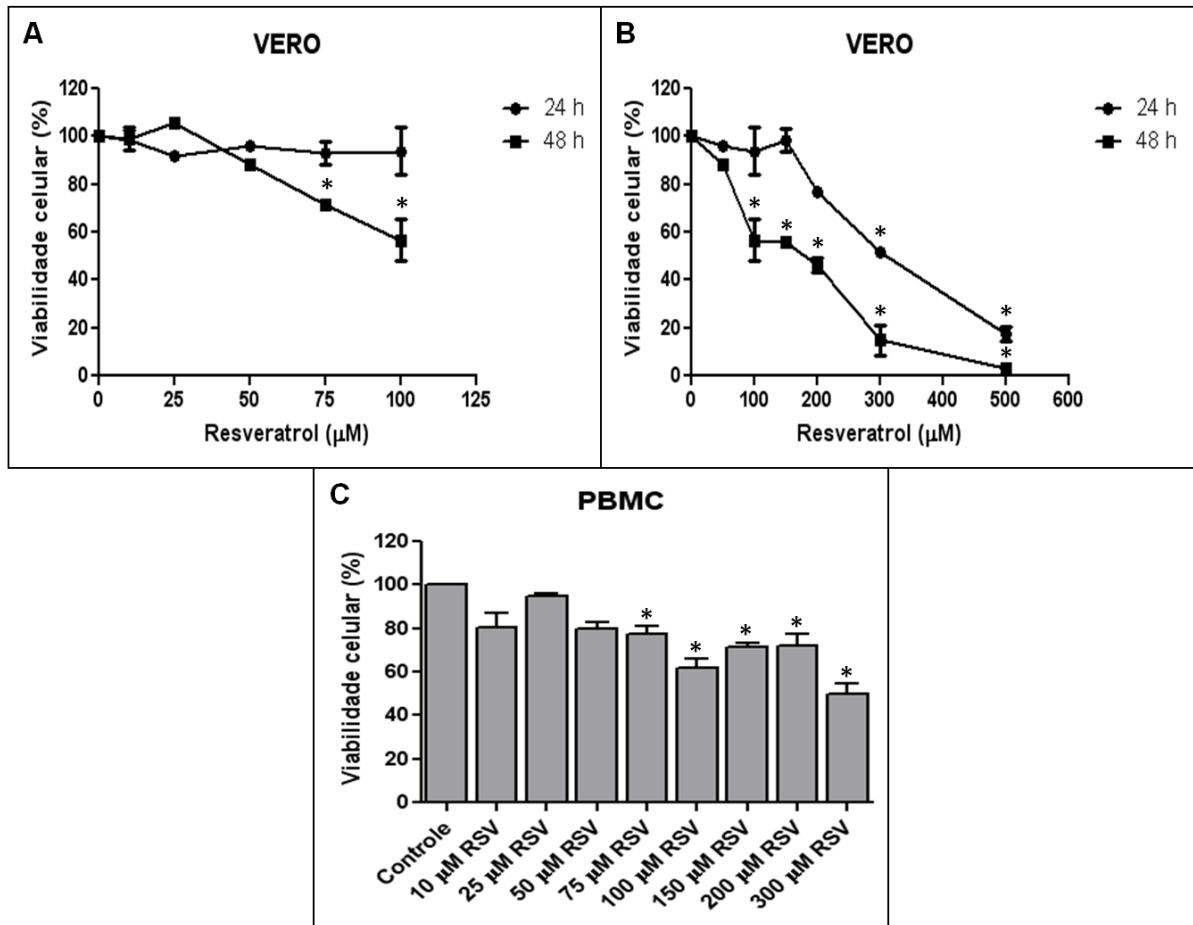 A
VERO
120
100
80
60
40
20
0
Viabilidade celular (%)
* *
0 25 50 75 100 125
Resveratrol (µM)
24 h
48 h
B
VERO
120
100
80
60
40
20
0
Viabilidade celular (%)
* * * * * * *
0 100 200 300 400 500 600
Resveratrol (µM)
24 h
48 h
C
PBMC
120
100
80
60
40
20
0
Viabilidade celular (%)
* * * * *
Controle
10 µM RSV
25 µM RSV
50 µM RSV
75 µM RSV
100 µM RSV
150 µM RSV
200 µM RSV
300 µM RSV